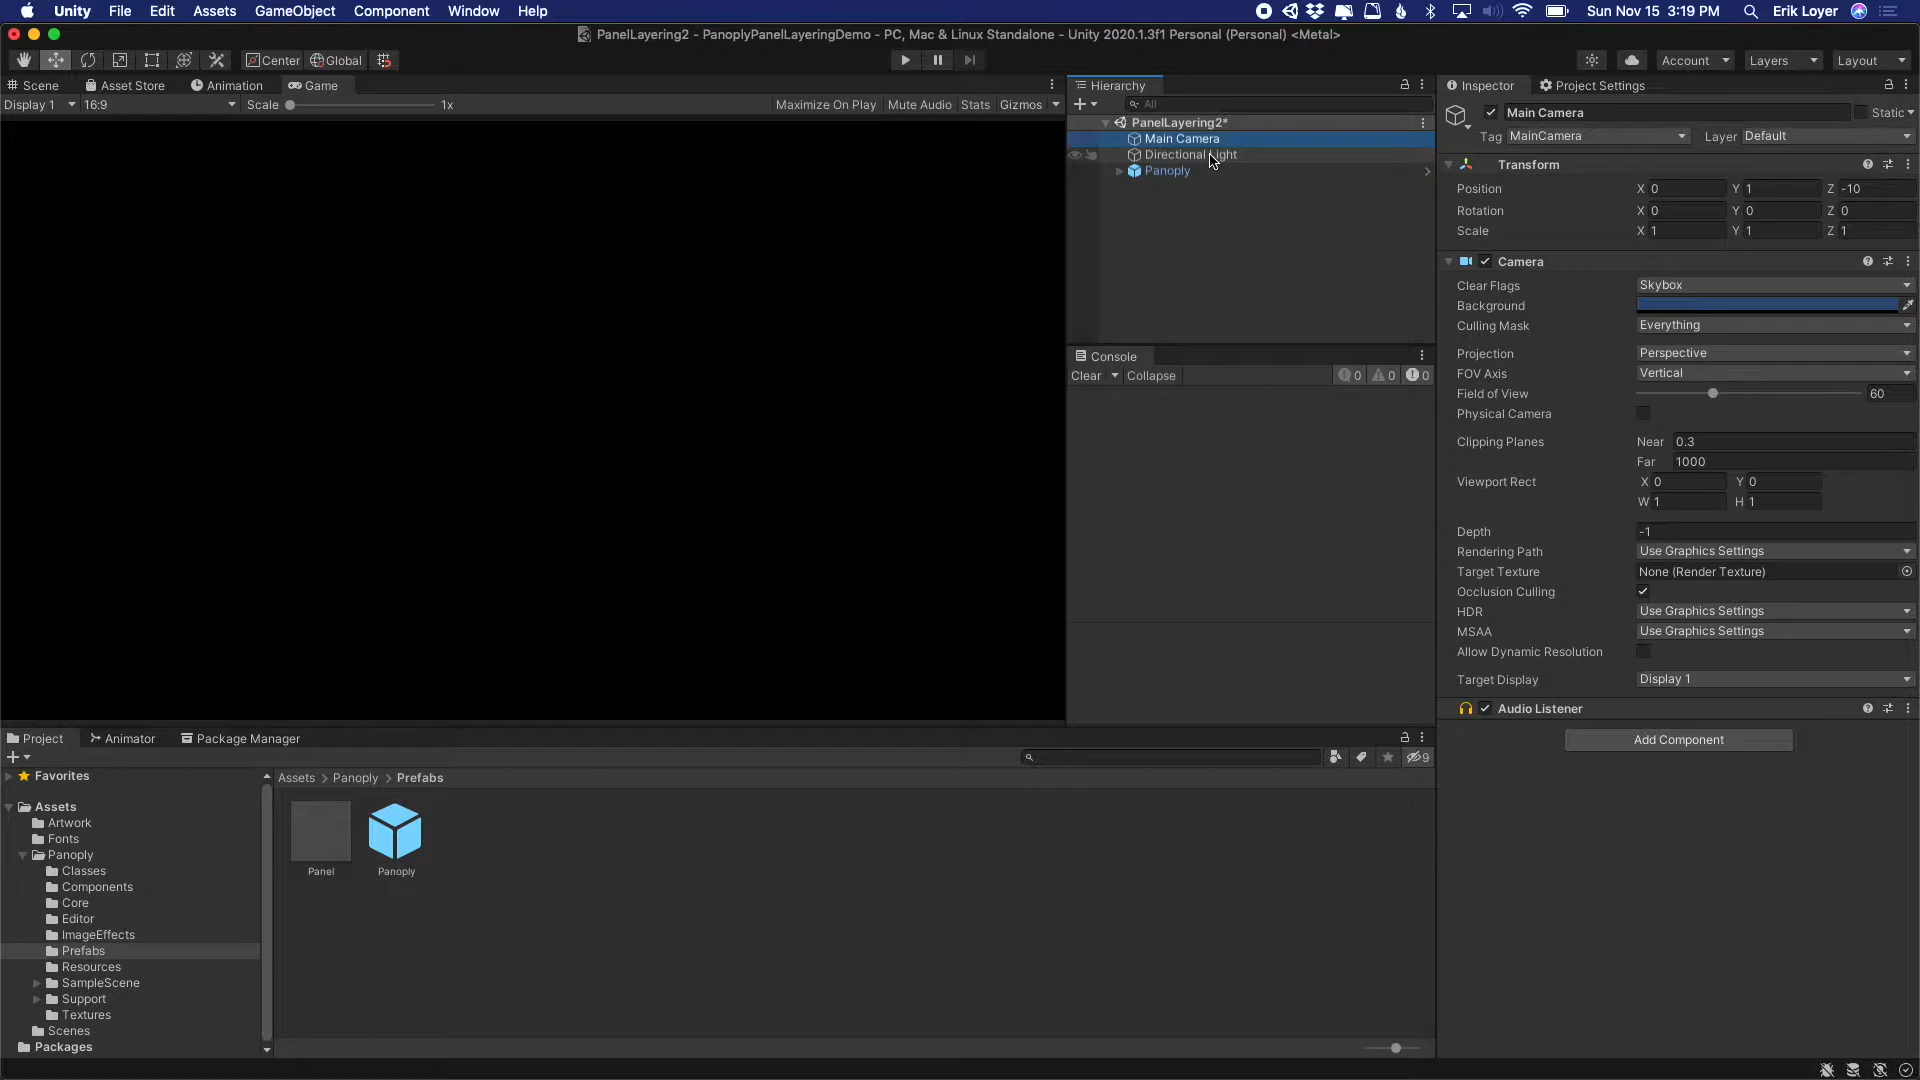 Unity File Edit Assets GameObject Component Window Help Sun Nov 15 3:19 PM Erik Loyer
PanelLayering2 - PanoplyPanelLayeringDemo - PC, Mac & Linux Standalone - Unity 2020.1.3f1 Personal (Personal) <Metal>
Center Global Account Layers Layout
Scene Asset Store Animation Game
Display 1 16:9 Scale 1x Maximize On Play Mute Audio Stats Gizmos
Hierarchy
All
PanelLayering2*
Main Camera
Directional Light
Panoply
Console
Clear Collapse 0 0 0
Inspector Project Settings
Main Camera Static
Tag MainCamera Layer Default
Transform
Position X 0 Y 1 Z -10
Rotation X 0 Y 0 Z 0
Scale X 1 Y 1 Z 1
Camera
Clear Flags Skybox
Background
Culling Mask Everything
Projection Perspective
FOV Axis Vertical
Field of View 60
Physical Camera
Clipping Planes Near 0.3
Far 1000
Viewport Rect X 0 Y 0
W 1 H 1
Depth -1
Rendering Path Use Graphics Settings
Target Texture None (Render Texture)
Occlusion Culling
HDR Use Graphics Settings
MSAA Use Graphics Settings
Allow Dynamic Resolution
Target Display Display 1
Audio Listener
Add Component
Project Animator Package Manager
9
Favorites
Assets
Artwork
Fonts
Panoply
Classes
Components
Core
Editor
ImageEffects
Prefabs
Resources
SampleScene
Support
Textures
Scenes
Packages
Assets > Panoply > Prefabs
Panel Panoply